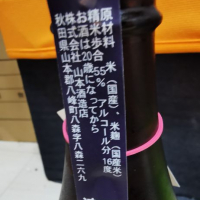 原材料 米(国産)、米麹(国産米)
精米歩合 55% アルコール分 16度
お酒は20歳になってから
株式会社 山本酒造店
秋田県山本郡八峰町八森字八森二六九